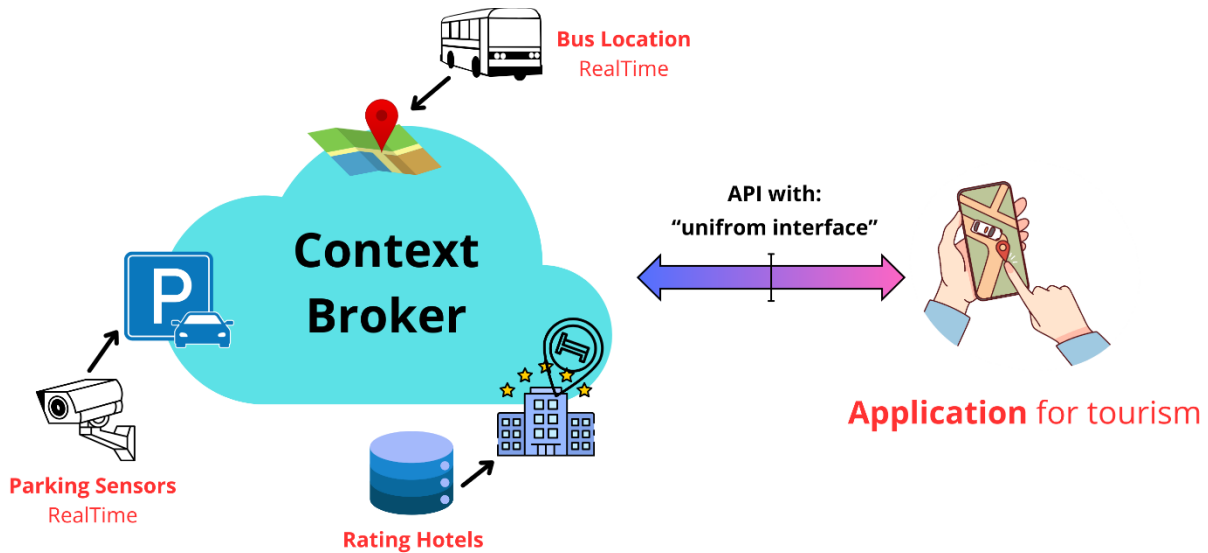 Bus Location
RealTime
API with:
“unifrom interface”
Context
Broker
P
Application for tourism
Parking Sensors
RealTime
Rating Hotels